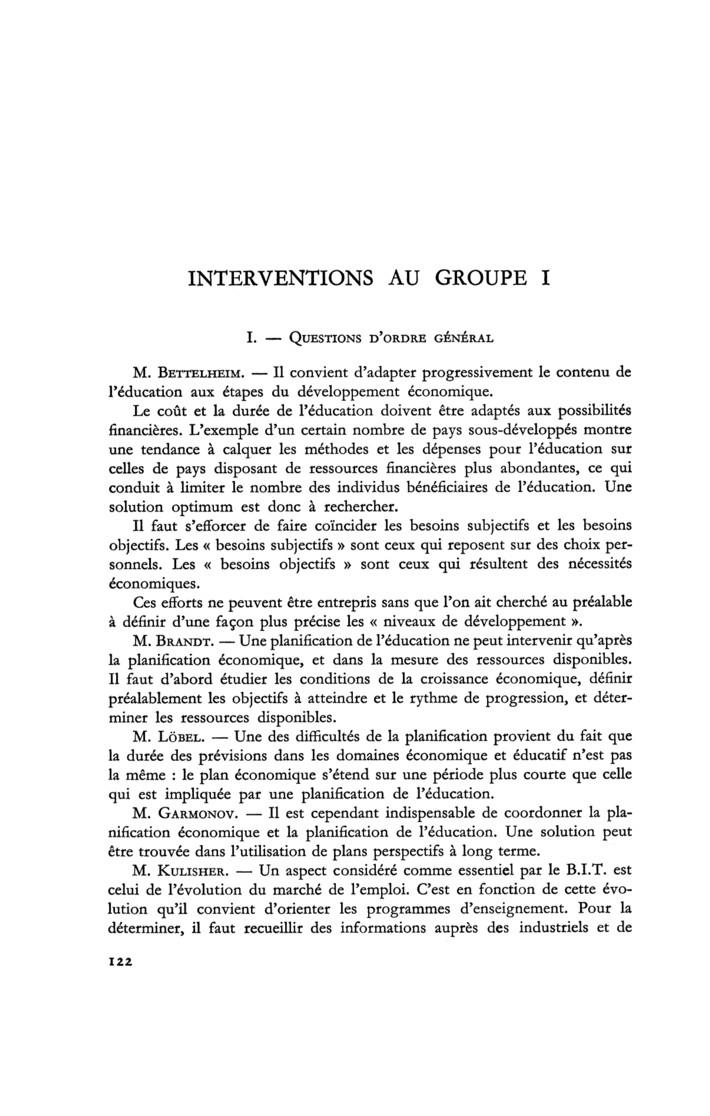 INTERVENTIONS AU GROUPE I
I. — QUESTIONS D'ORDRE GÉNÉRAL
M. BETTELHEIM. — Il convient d'adapter progressivement le contenu de
l'éducation aux étapes du développement économique.
Le coût et la durée de l'éducation doivent être adaptés aux possibilités
financières. L'exemple d'un certain nombre de pays sous-développés montre
une tendance à calquer les méthodes et les dépenses pour l'éducation sur
celles de pays disposant de ressources financières plus abondantes, ce qui
conduit à limiter le nombre des individus bénéficiaires de l'éducation. Une
solution optimum est donc à rechercher.
Il faut s'efforcer de faire coïncider les besoins subjectifs et les besoins
objectifs. Les « besoins subjectifs » sont ceux qui reposent sur des choix per-
sonnels. Les « besoins objectifs » sont ceux qui résultent des nécessités
économiques.
Ces efforts ne peuvent être entrepris sans que l'on ait cherché au préalable
à définir d'une façon plus précise les « niveaux de développement ».
M. BRANDT. — Une planification de l'éducation ne peut intervenir qu'après
la planification économique, et dans la mesure des ressources disponibles.
Il faut d'abord étudier les conditions de la croissance économique, définir
préalablement les objectifs à atteindre et le rythme de progression, et déter-
miner les ressources disponibles.
M. LÖBEL. — Une des difficultés de la planification provient du fait que
la durée des prévisions dans les domaines économique et éducatif n'est pas
la même : le plan économique s'étend sur une période plus courte que celle
qui est impliquée par une planification de l'éducation.
M. GARMONOV. — Il est cependant indispensable de coordonner la pla-
nification économique et la planification de l'éducation. Une solution peut
être trouvée dans l'utilisation de plans perspectifs à long terme.
M. KULISHER. — Un aspect considéré comme essentiel par le B.I.T. est
celui de l'évolution du marché de l'emploi. C'est en fonction de cette évo-
lution qu'il convient d'orienter les programmes d'enseignement. Pour la
déterminer, il faut recueillir des informations auprès des industriels et de
122